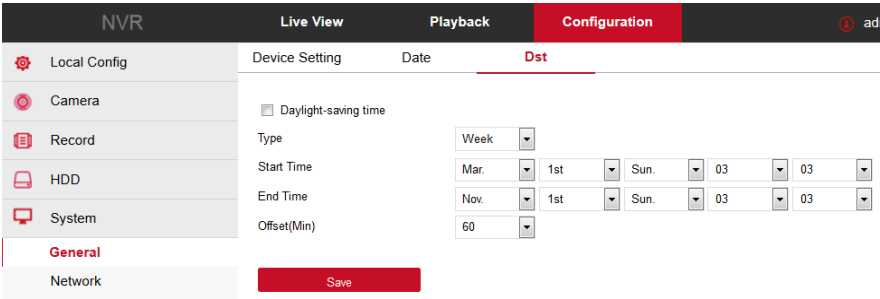 NVR Live View Playback Configuration
Local Config Device Setting Date Dst
Camera Daylight-saving time
Record Type Week
Start Time Mar. 1st Sun. 03 03
HDD
End Time Nov. 1st Sun. 03 03
System Offset(Min) 60
General
Network Save